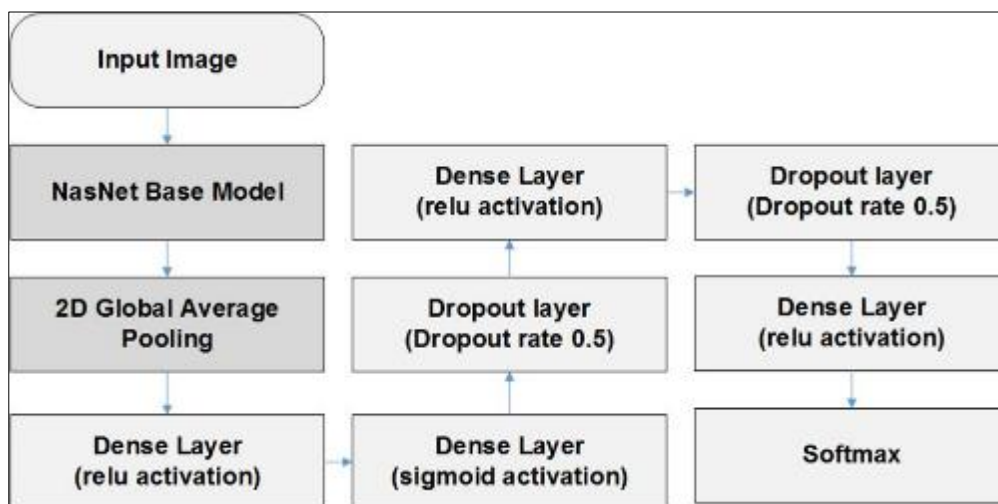 Input Image
NasNet Base Model
2D Global Average
Pooling
Dense Layer
(relu activation)
Dense Layer
(sigmoid activation)
Dropout layer
(Dropout rate 0.5)
Dense Layer
(relu activation)
Dropout layer
(Dropout rate 0.5)
Dense Layer
(relu activation)
Softmax